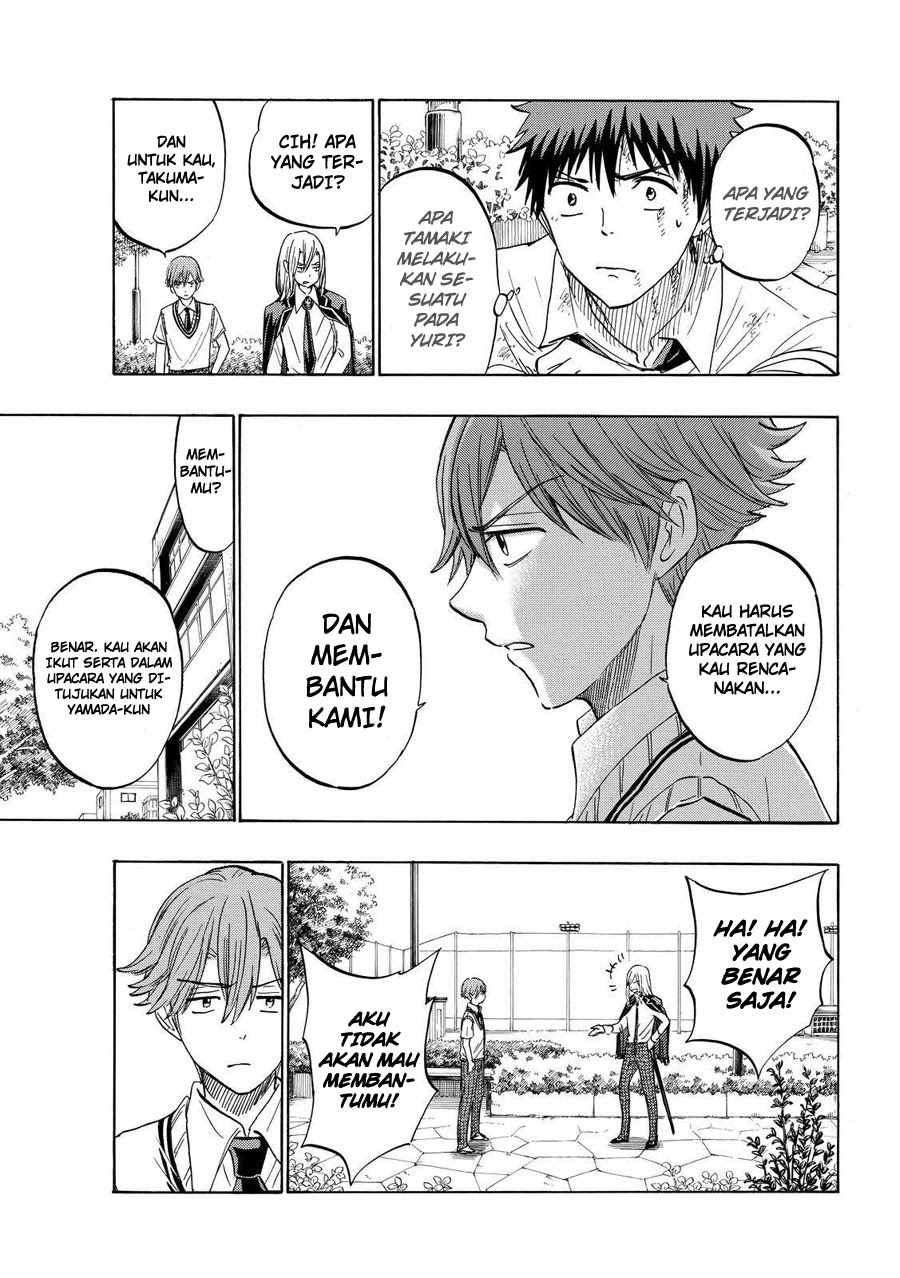 APA YANG
TERJADI?
APA
TAMAKI
MELAKU-
KAN SE-
SUATU
PADA
YURI?
CIH! APA
YANG TER-
JADI?
DAN
UNTUK KAU,
TAKUMA-
KUN...
KAU HARUS
MEMBATALKAN
UPACARA YANG
KAU RENCA-
NAKAN...
DAN
MEM-
BANTU
KAMI!
MEM-
BANTU-
MU?
BENAR. KAU AKAN
IKUT SERTA DALAM
UPACARA YANG DI-
TUJUKAN UNTUK
YAMADA-KUN
HA! HA!
YANG
BENAR
SAJA!
AKU
TIDAK
AKAN MAU
MEMBAN-
TUMU!